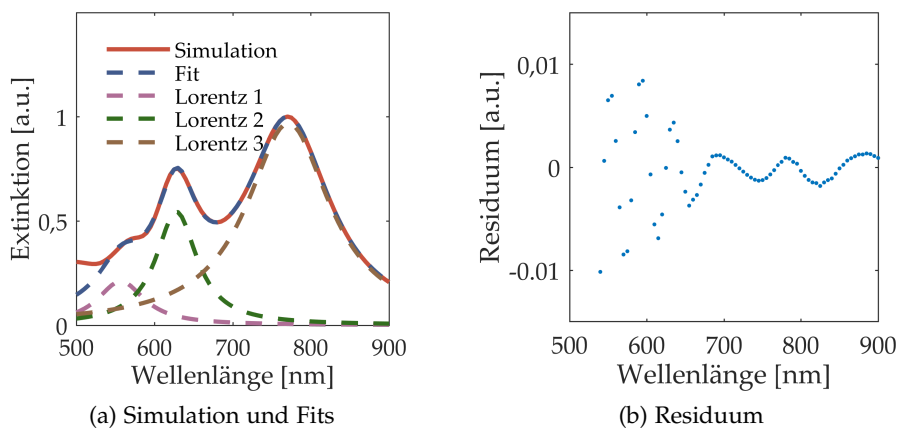 Extinktion [a.u.]
1
0,5
0
Simulation
Fit
Lorentz 1
Lorentz 2
Lorentz 3
500 600 700 800 900
Wellenlänge [nm]
(a) Simulation und Fits
Residuum [a.u.]
0,01
0
-0.01
500 600 700 800 900
Wellenlänge [nm]
(b) Residuum